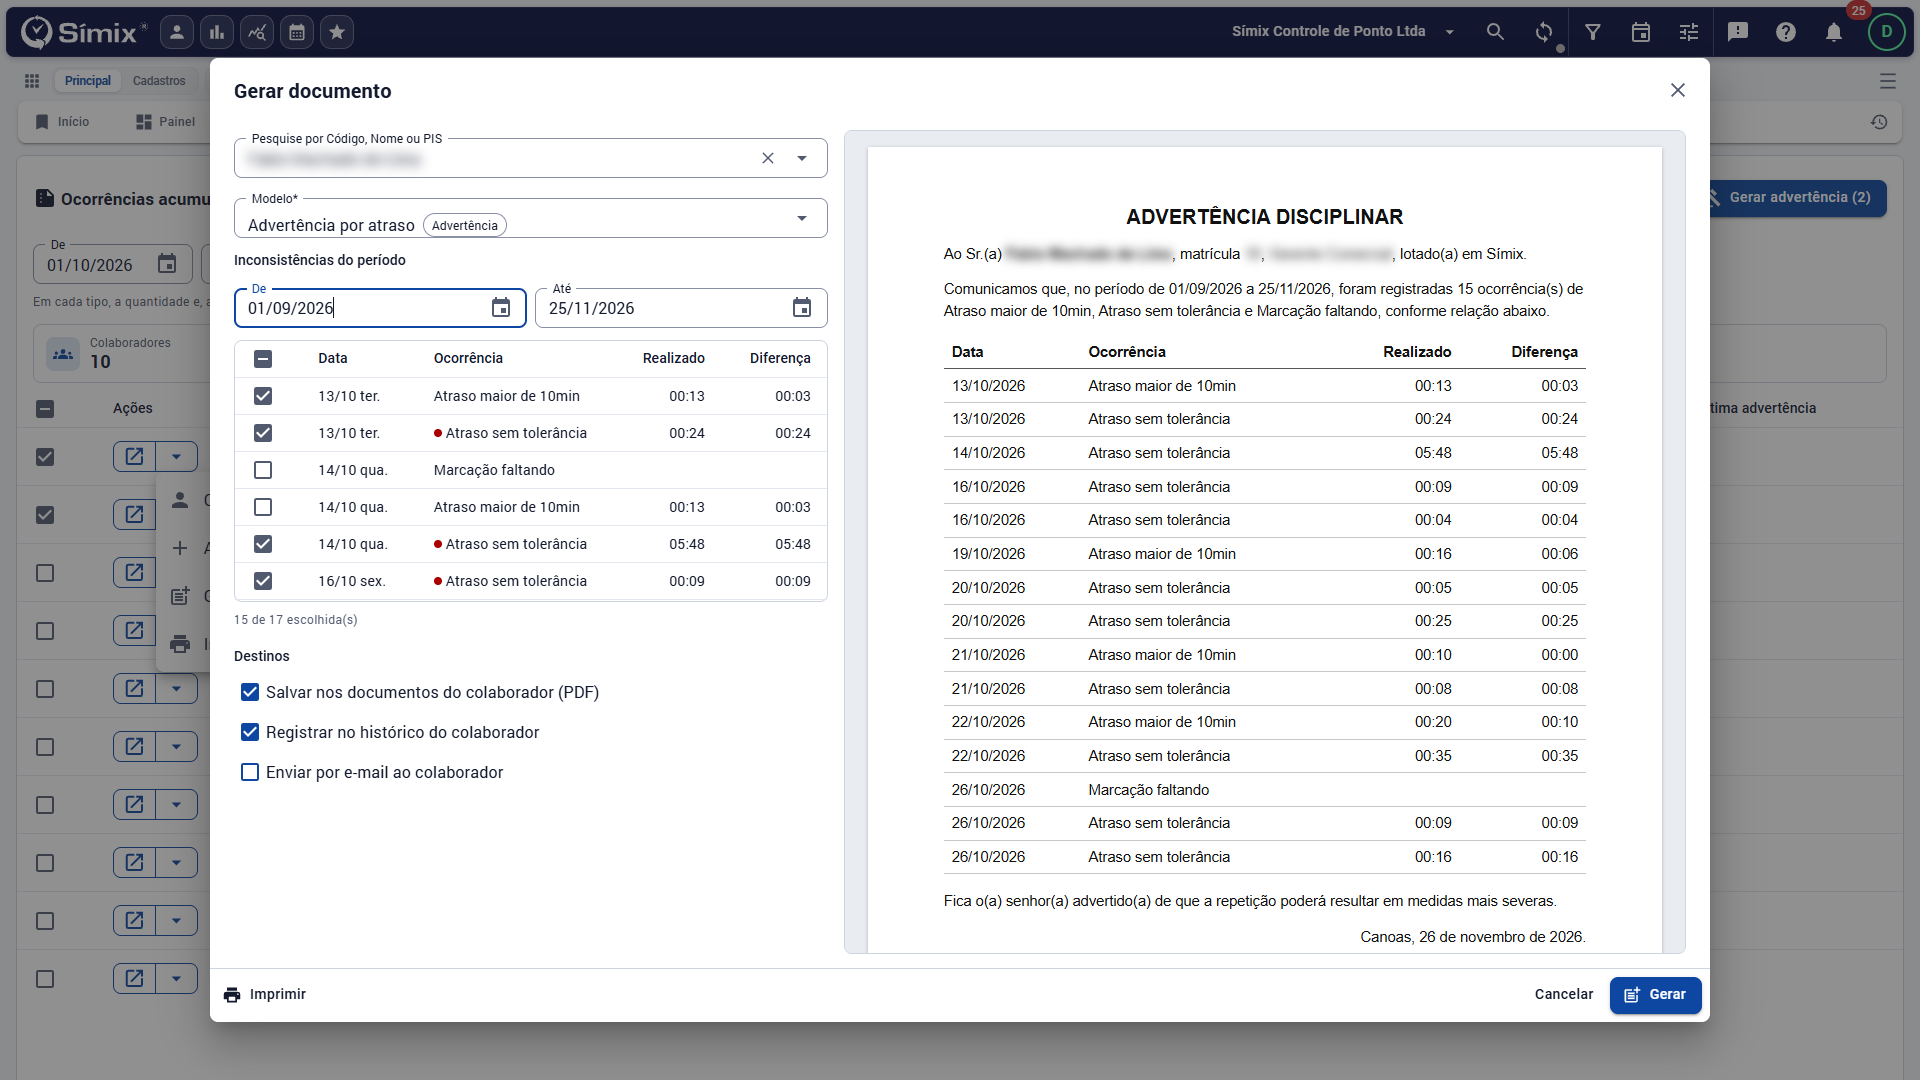 Símix
Símix Controle de Ponto Ltda
25
D
Principal
Cadastros
Início
Painel
Ocorrências acumu
Gerar advertência (2)
De
01/10/2026
Em cada tipo, a quantidade e, a
Colaboradores
10
Ações
tima advertência
Gerar documento
Pesquise por Código, Nome ou PIS
Modelo*
Advertência por atraso Advertência
Inconsistências do período
De
01/09/2026
Até
25/11/2026
Data Ocorrência Realizado Diferença
13/10 ter. Atraso maior de 10min 00:13 00:03
13/10 ter. Atraso sem tolerância 00:24 00:24
14/10 qua. Marcação faltando
14/10 qua. Atraso maior de 10min 00:13 00:03
14/10 qua. Atraso sem tolerância 05:48 05:48
16/10 sex. Atraso sem tolerância 00:09 00:09
15 de 17 escolhida(s)
Destinos
Salvar nos documentos do colaborador (PDF)
Registrar no histórico do colaborador
Enviar por e-mail ao colaborador
ADVERTÊNCIA DISCIPLINAR
Ao Sr.(a) , matrícula , , lotado(a) em Símix.
Comunicamos que, no período de 01/09/2026 a 25/11/2026, foram registradas 15 ocorrência(s) de
Atraso maior de 10min, Atraso sem tolerância e Marcação faltando, conforme relação abaixo.
Data Ocorrência Realizado Diferença
13/10/2026 Atraso maior de 10min 00:13 00:03
13/10/2026 Atraso sem tolerância 00:24 00:24
14/10/2026 Atraso sem tolerância 05:48 05:48
16/10/2026 Atraso sem tolerância 00:09 00:09
16/10/2026 Atraso sem tolerância 00:04 00:04
19/10/2026 Atraso maior de 10min 00:16 00:06
20/10/2026 Atraso sem tolerância 00:05 00:05
20/10/2026 Atraso sem tolerância 00:25 00:25
21/10/2026 Atraso maior de 10min 00:10 00:00
21/10/2026 Atraso sem tolerância 00:08 00:08
22/10/2026 Atraso maior de 10min 00:20 00:10
22/10/2026 Atraso sem tolerância 00:35 00:35
26/10/2026 Marcação faltando
26/10/2026 Atraso sem tolerância 00:09 00:09
26/10/2026 Atraso sem tolerância 00:16 00:16
Fica o(a) senhor(a) advertido(a) de que a repetição poderá resultar em medidas mais severas.
Canoas, 26 de novembro de 2026.
Imprimir
Cancelar
Gerar